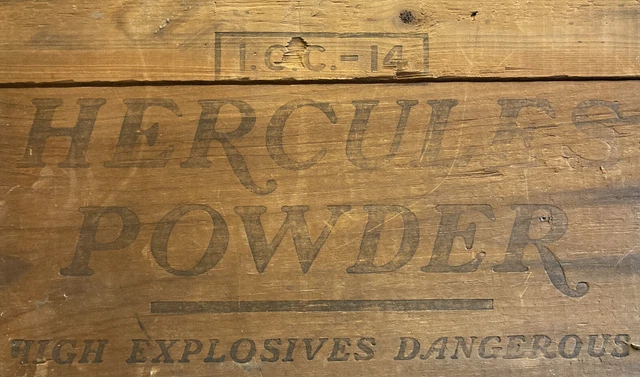 I.C.C.-14
HERCULES
POWDER
HIGH EXPLOSIVES DANGEROUS